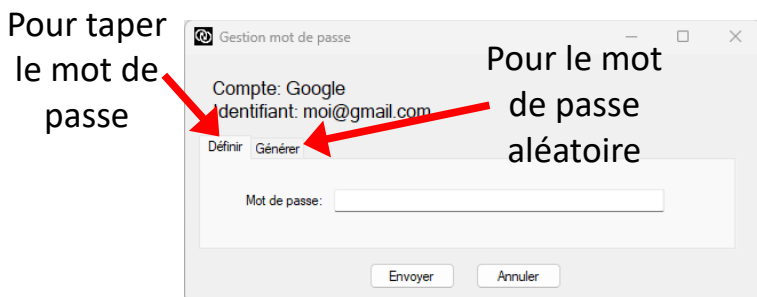 Pour taper
le mot de
passe
Gestion mot de passe
Pour le mot
de passe
aléatoire
Compte: Google
Identifiant: moi@gmail.com
Définir
Générer
Mot de passe:
Envoyer
Annuler